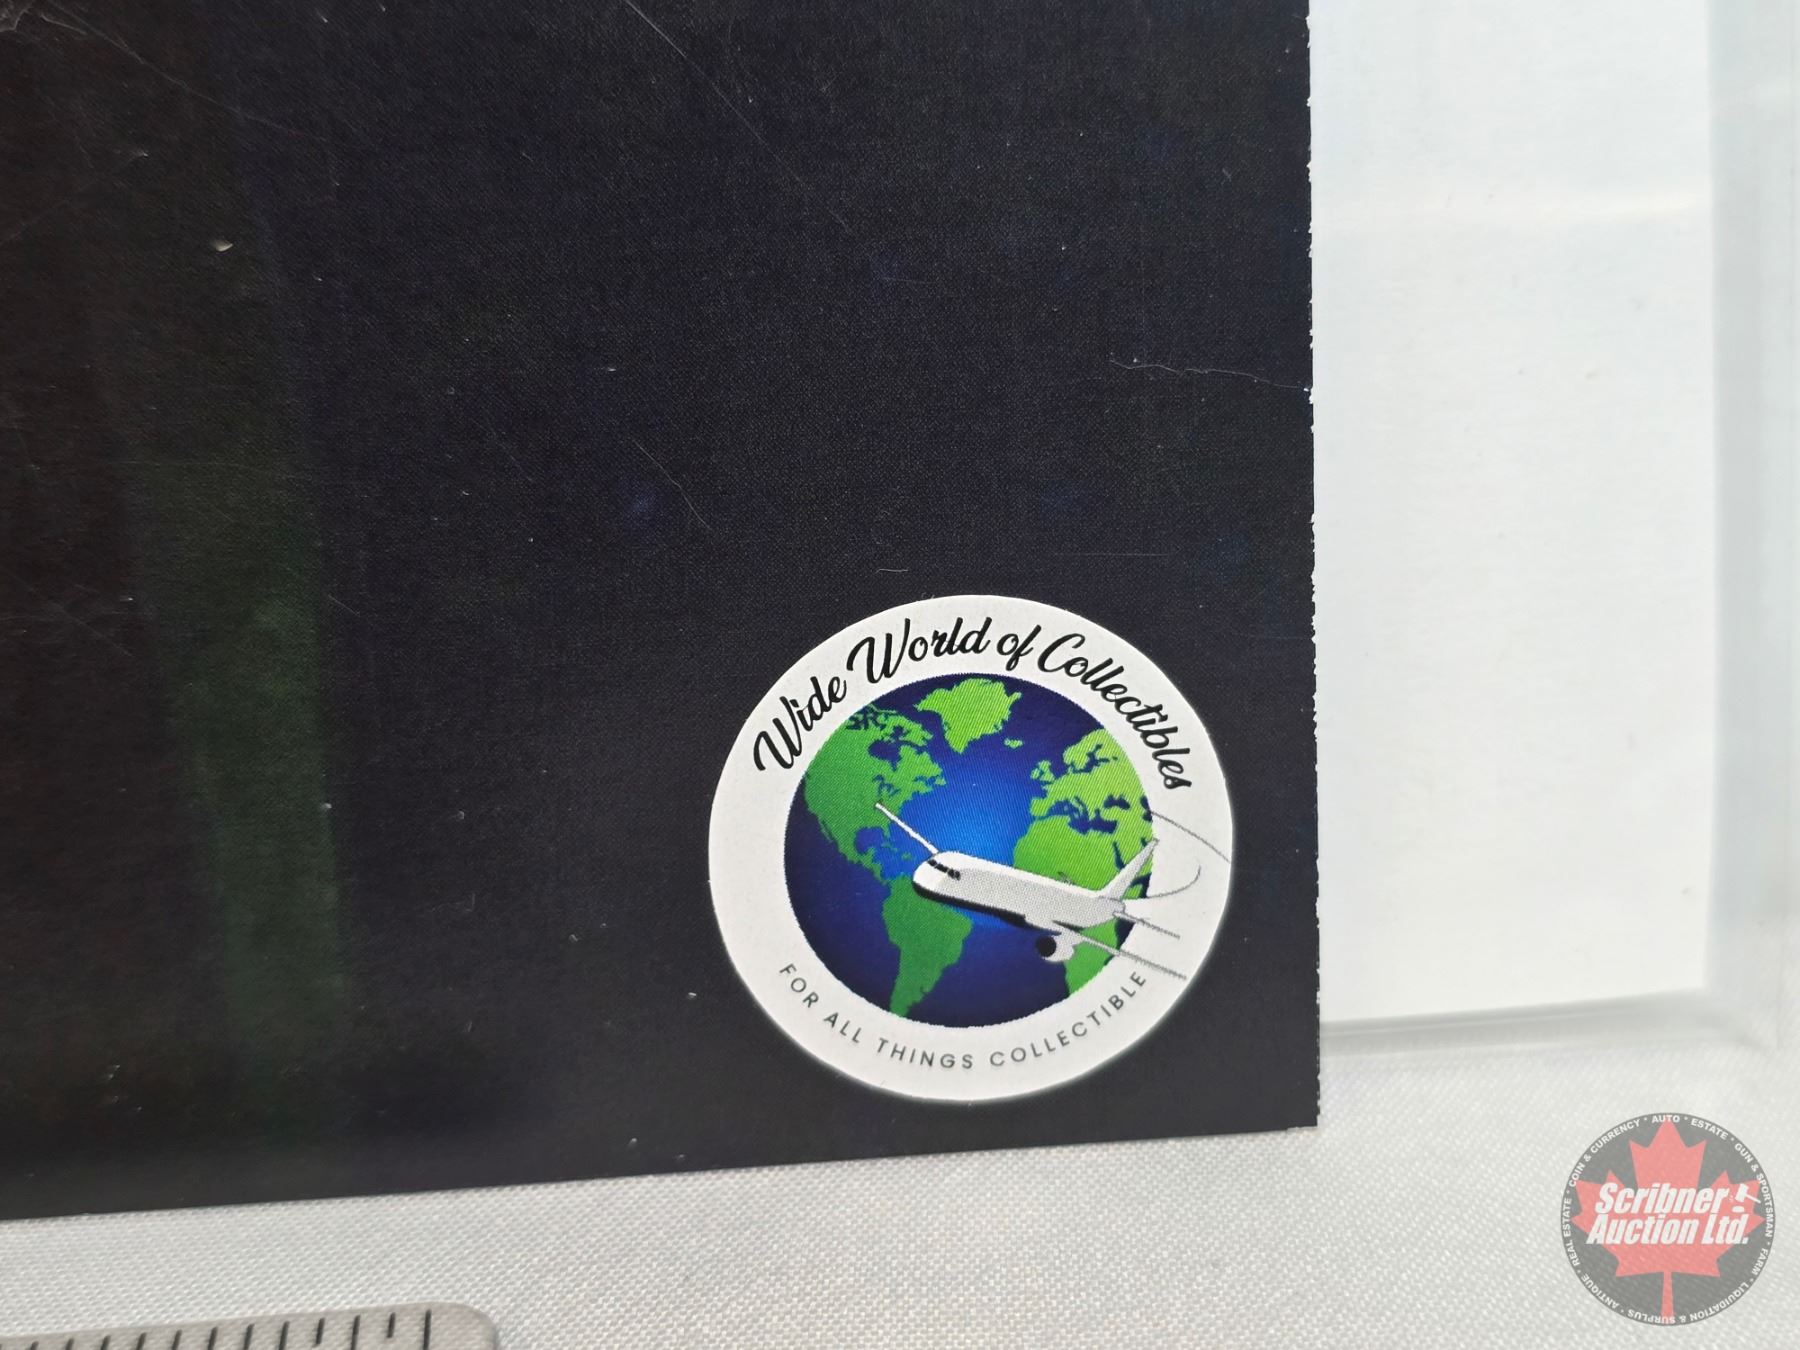 Wide World of Collectibles
FOR ALL THINGS COLLECTIBLE
COIN & CURRENCY • AUTO • ESTATE • GUN & SPORTSMAN • FARM • LIQUIDATION & SURPLUS • ANTIQUE • REAL ESTATE •
Scribner
Auction Ltd.